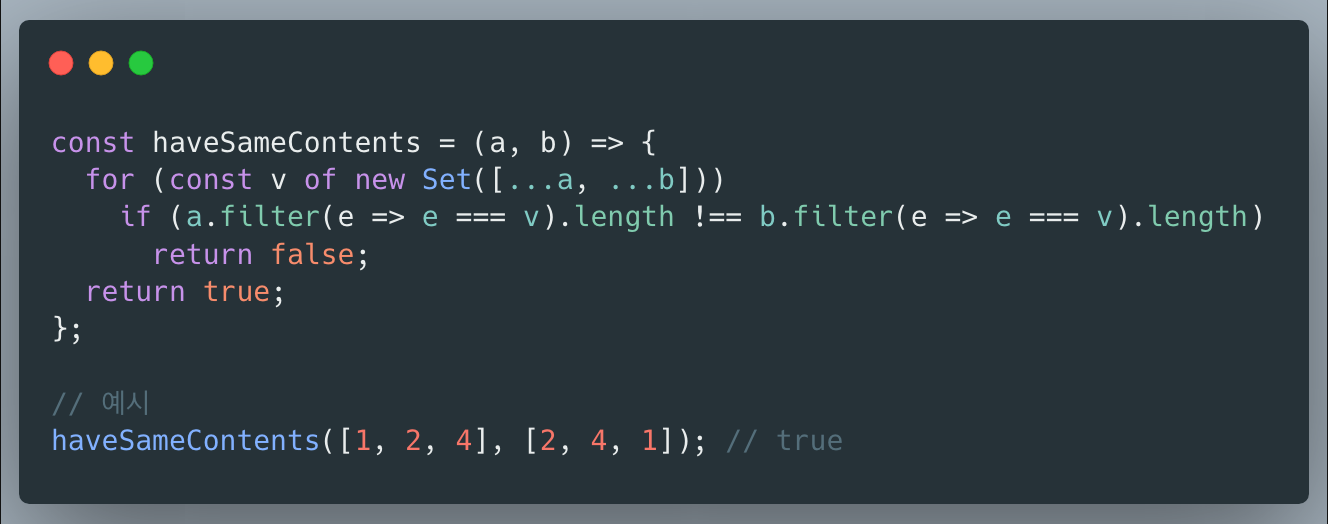 const haveSameContents = (a, b) => {
  for (const v of new Set([...a, ...b]))
    if (a.filter(e => e === v).length !== b.filter(e => e === v).length)
      return false;
  return true;
};

// 예시
haveSameContents([1, 2, 4], [2, 4, 1]); // true